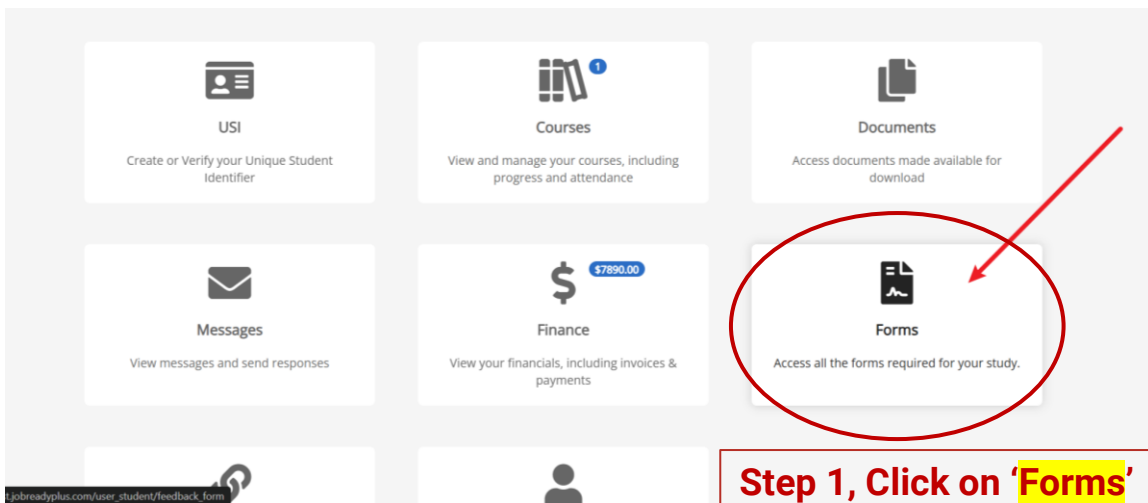 USI
Create or Verify your Unique Student
Identifier
1
Courses
View and manage your courses, including
progress and attendance
Documents
Access documents made available for
download
Messages
View messages and send responses
$7890.00
Finance
View your financials, including invoices &
payments
Forms
Access all the forms required for your study.
t.jobreadyplus.com/user_student/feedback_form
Step 1, Click on ‘Forms’